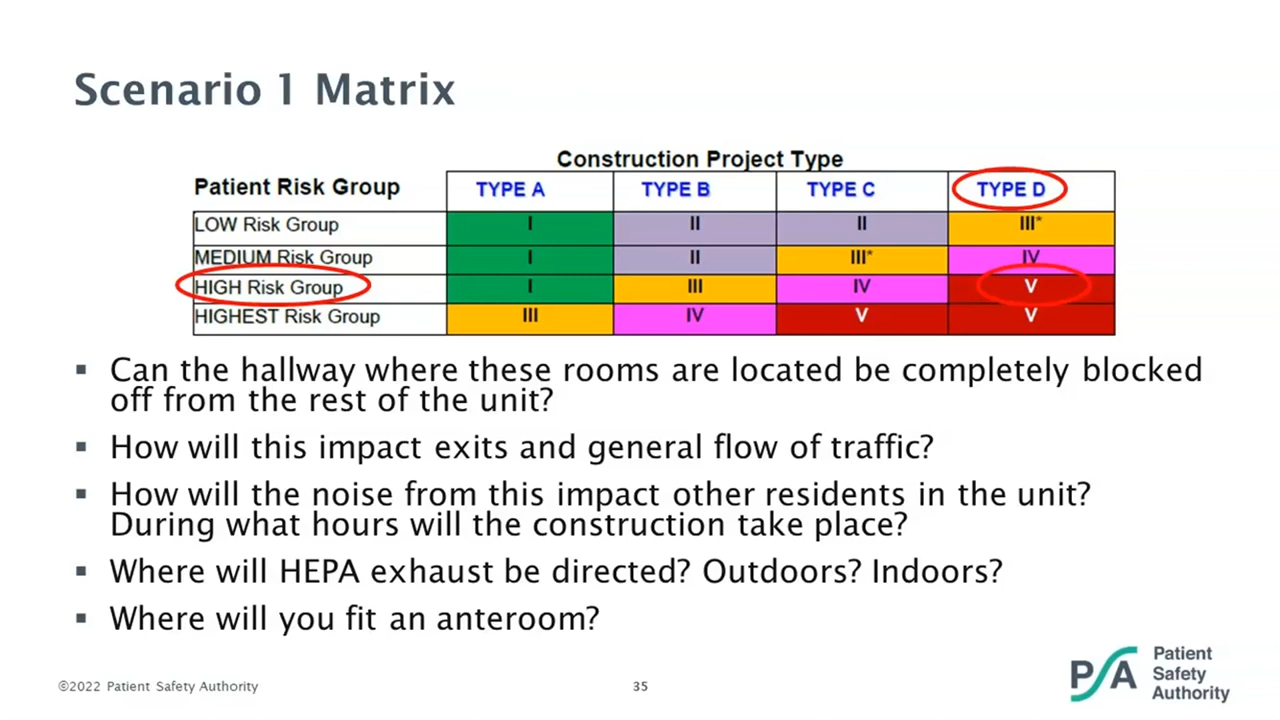 Scenario 1 Matrix
Construction Project Type
Patient Risk Group TYPE A TYPE B TYPE C TYPE D
LOW Risk Group I II II III*
MEDIUM Risk Group I II III* IV
HIGH Risk Group I III IV V
HIGHEST Risk Group III IV V V
▪ Can the hallway where these rooms are located be completely blocked
off from the rest of the unit?
▪ How will this impact exits and general flow of traffic?
▪ How will the noise from this impact other residents in the unit?
During what hours will the construction take place?
▪ Where will HEPA exhaust be directed? Outdoors? Indoors?
▪ Where will you fit an anteroom?
©2022 Patient Safety Authority
35
PSA
Patient
Safety
Authority